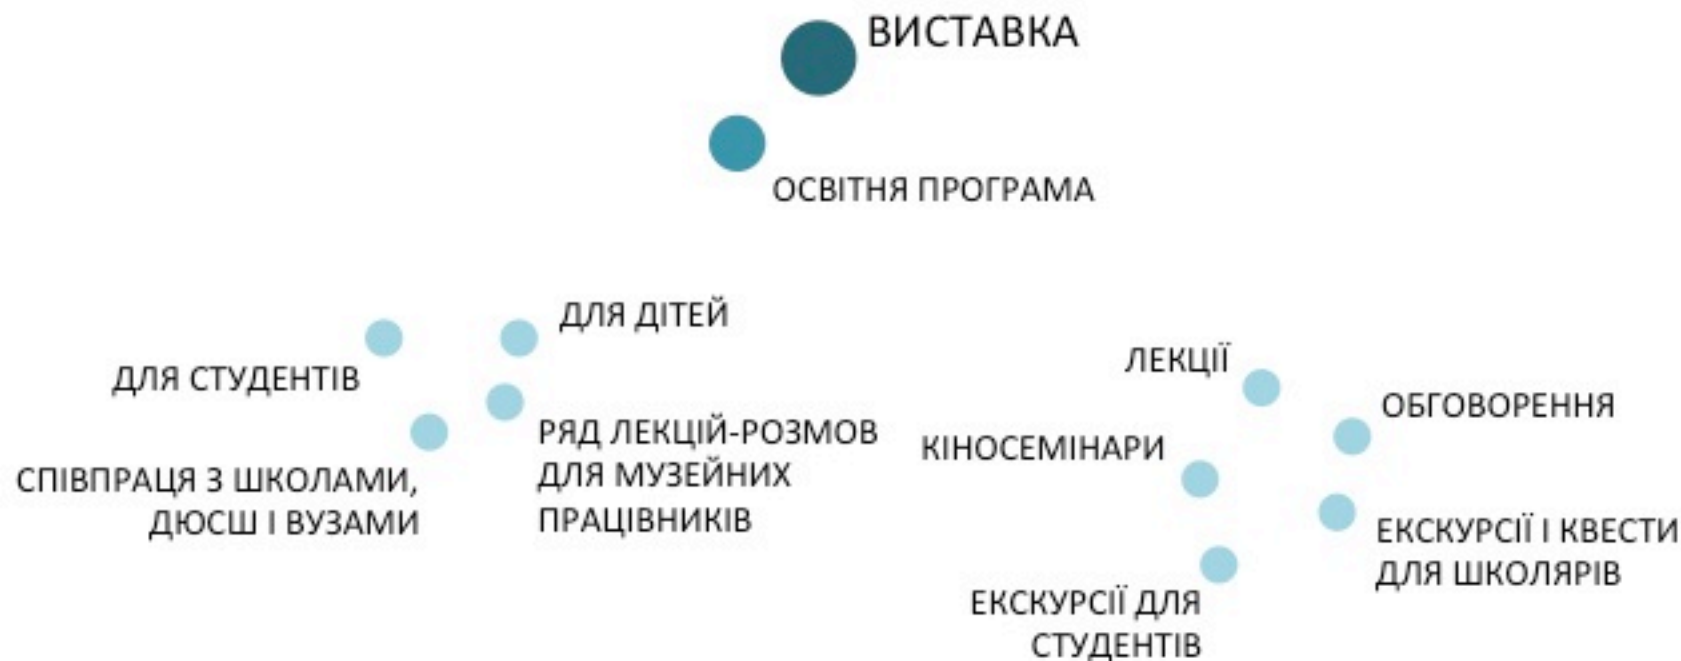 ВИСТАВКА
ОСВІТНЯ ПРОГРАМА
ДЛЯ ДІТЕЙ
ДЛЯ СТУДЕНТІВ
РЯД ЛЕКЦІЙ-РОЗМОВ
ДЛЯ МУЗЕЙНИХ
ПРАЦІВНИКІВ
СПІВПРАЦЯ З ШКОЛАМИ,
ДЮСШ І ВУЗАМИ
ЛЕКЦІЇ
ОБГОВОРЕННЯ
КІНОСЕМІНАРИ
ЕКСКУРСІЇ І КВЕСТИ
ДЛЯ ШКОЛЯРІВ
ЕКСКУРСІЇ ДЛЯ
СТУДЕНТІВ